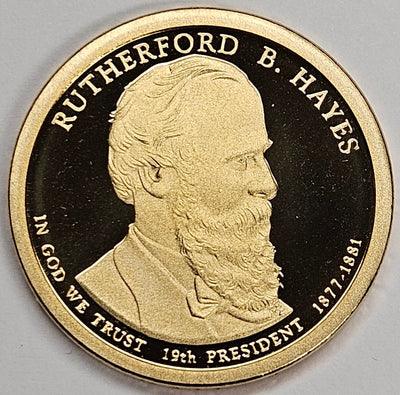 RUTHERFORD B. HAYES
IN GOD WE TRUST 19th PRESIDENT 1877-1881